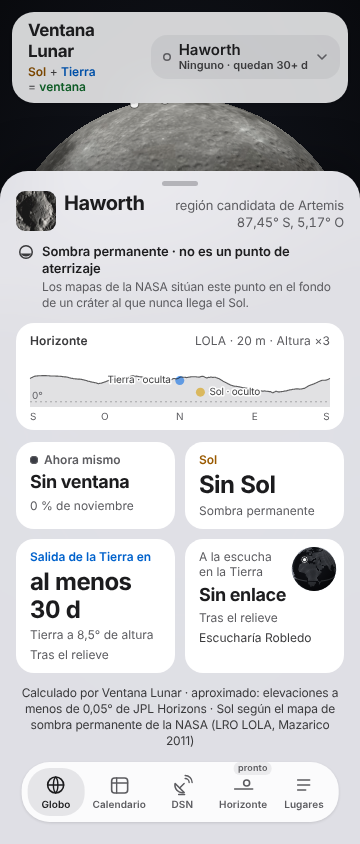 Ventana
Lunar
Sol + Tierra
= ventana
Haworth
Ninguno · quedan 30+ d
Haworth
región candidata de Artemis
87,45° S, 5,17° O
Sombra permanente · no es un punto de
aterrizaje
Los mapas de la NASA sitúan este punto en el fondo
de un cráter al que nunca llega el Sol.
Horizonte
LOLA · 20 m · Altura ×3
Tierra · oculta
Sol · oculto
0°
S O N E S
Ahora mismo
Sin ventana
0 % de noviembre
Sol
Sin Sol
Sombra permanente
Salida de la Tierra en
al menos
30 d
Tierra a 8,5° de altura
Tras el relieve
A la escucha
en la Tierra
Sin enlace
Tras el relieve
Escucharía Robledo
Calculado por Ventana Lunar · aproximado: elevaciones a
menos de 0,05° de JPL Horizons · Sol según el mapa de
sombra permanente de la NASA (LRO LOLA, Mazarico
2011)
pronto
Globo Calendario DSN Horizonte Lugares